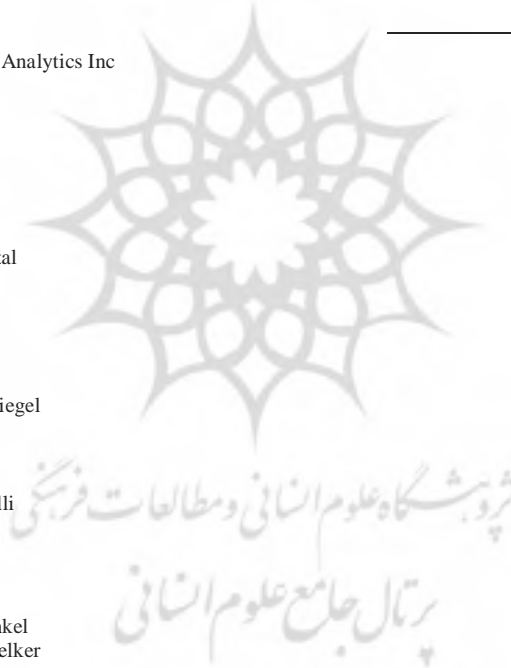 Analytics Inc
tal
iegel
lli
پژوهشگاه علوم انسانی و مطالعات فرهنگی
nkel
پرتال جامع علوم انسانی
elker